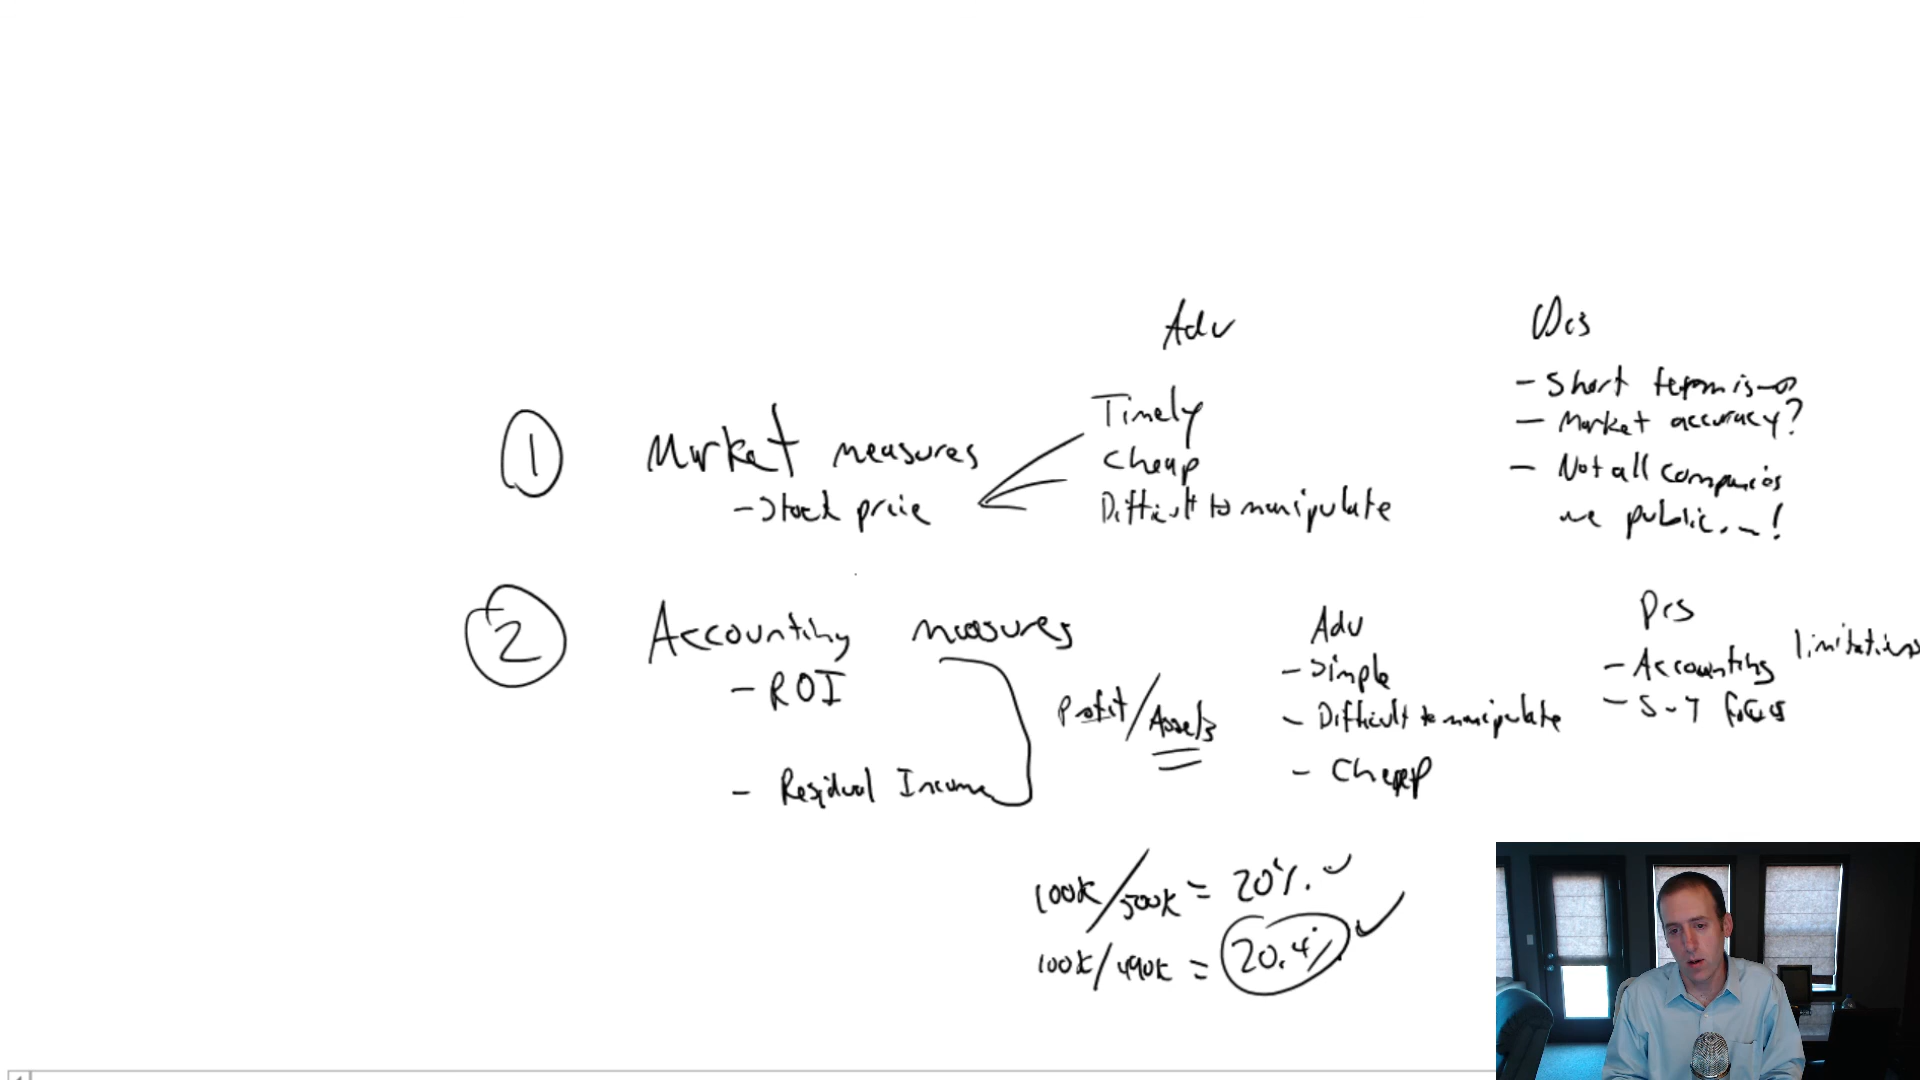 Adv
Dis
① Market measures
- Stock price
Timely
Cheap
Difficult to manipulate
- Short termism
- Market accuracy?
- Not all companies
are public...!
② Accounting measures
- ROI
- Residual Income
Profit/Assets
Adv
- Simple
- Difficult to manipulate
- Cheap
Dis
- Accounting limitations
- S-T focus
100k/500k = 20%.
100k/490k = 20.4%